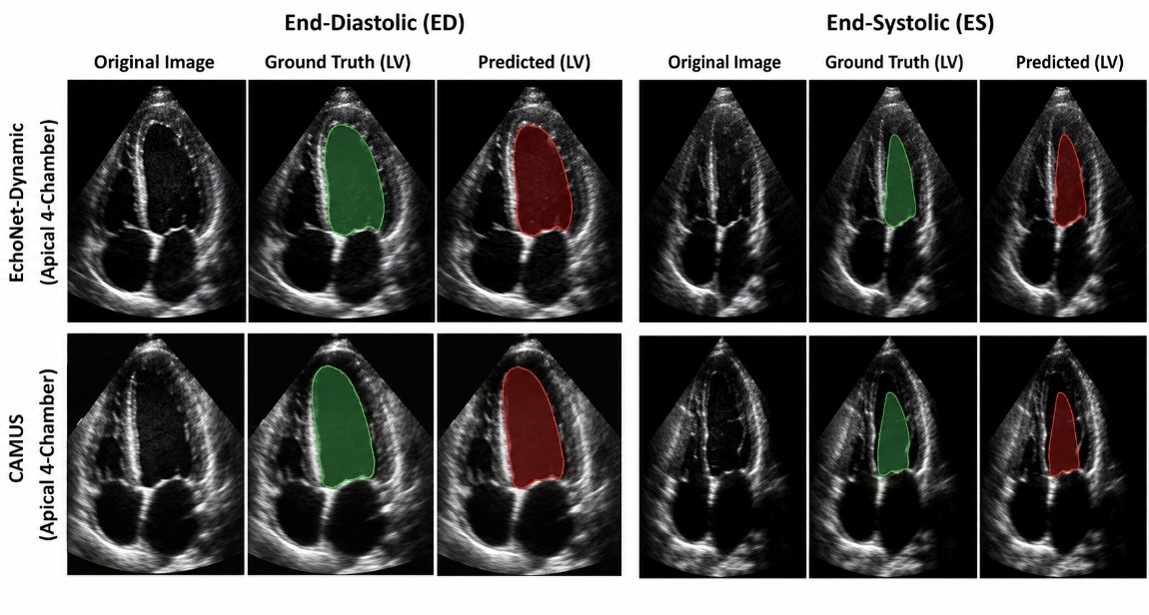 End-Diastolic (ED)
End-Systolic (ES)
Original Image
Ground Truth (LV)
Predicted (LV)
Original Image
Ground Truth (LV)
Predicted (LV)
EchoNet-Dynamic
(Apical 4-Chamber)
CAMUS
(Apical 4-Chamber)